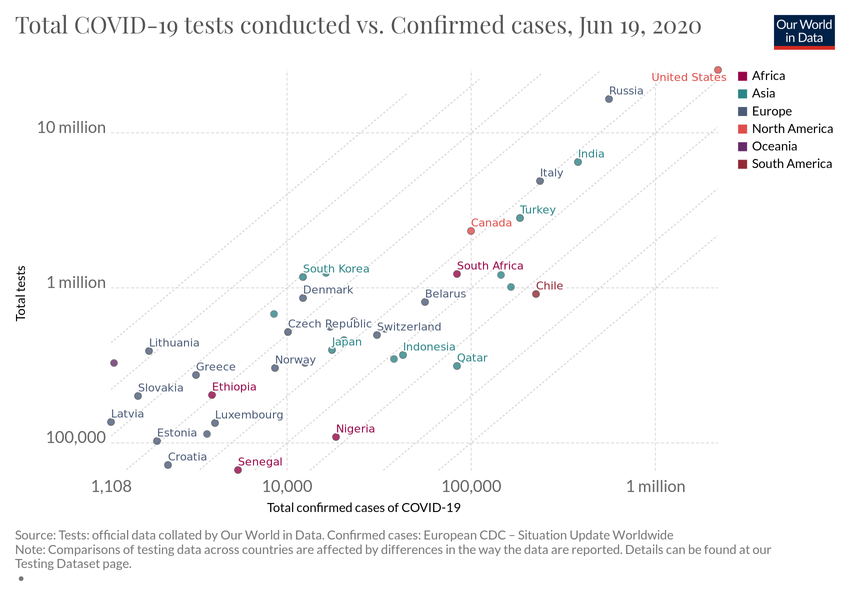 Total COVID-19 tests conducted vs. Confirmed cases, Jun 19, 2020
Our World
in Data
Africa
Asia
Europe
North America
Oceania
South America
United States
Russia
10 million
India
Italy
Turkey
Canada
South Korea
South Africa
1 million
Denmark
Belarus
Chile
Czech Republic
Switzerland
Lithuania
Japan
Indonesia
Greece
Norway
Qatar
Slovakia
Ethiopia
Latvia
Luxembourg
100,000
Estonia
Nigeria
Croatia
Senegal
Total tests
1,108
10,000
100,000
1 million
Total confirmed cases of COVID-19
Source: Tests: official data collated by Our World in Data. Confirmed cases: European CDC – Situation Update Worldwide
Note: Comparisons of testing data across countries are affected by differences in the way the data are reported. Details can be found at our
Testing Dataset page.